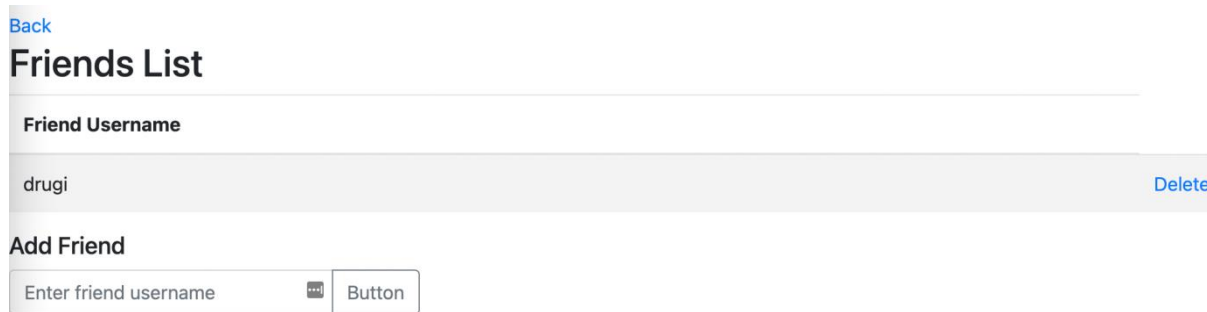 Back
Friends List
Friend Username
drugi Delete
Add Friend
Enter friend username Button